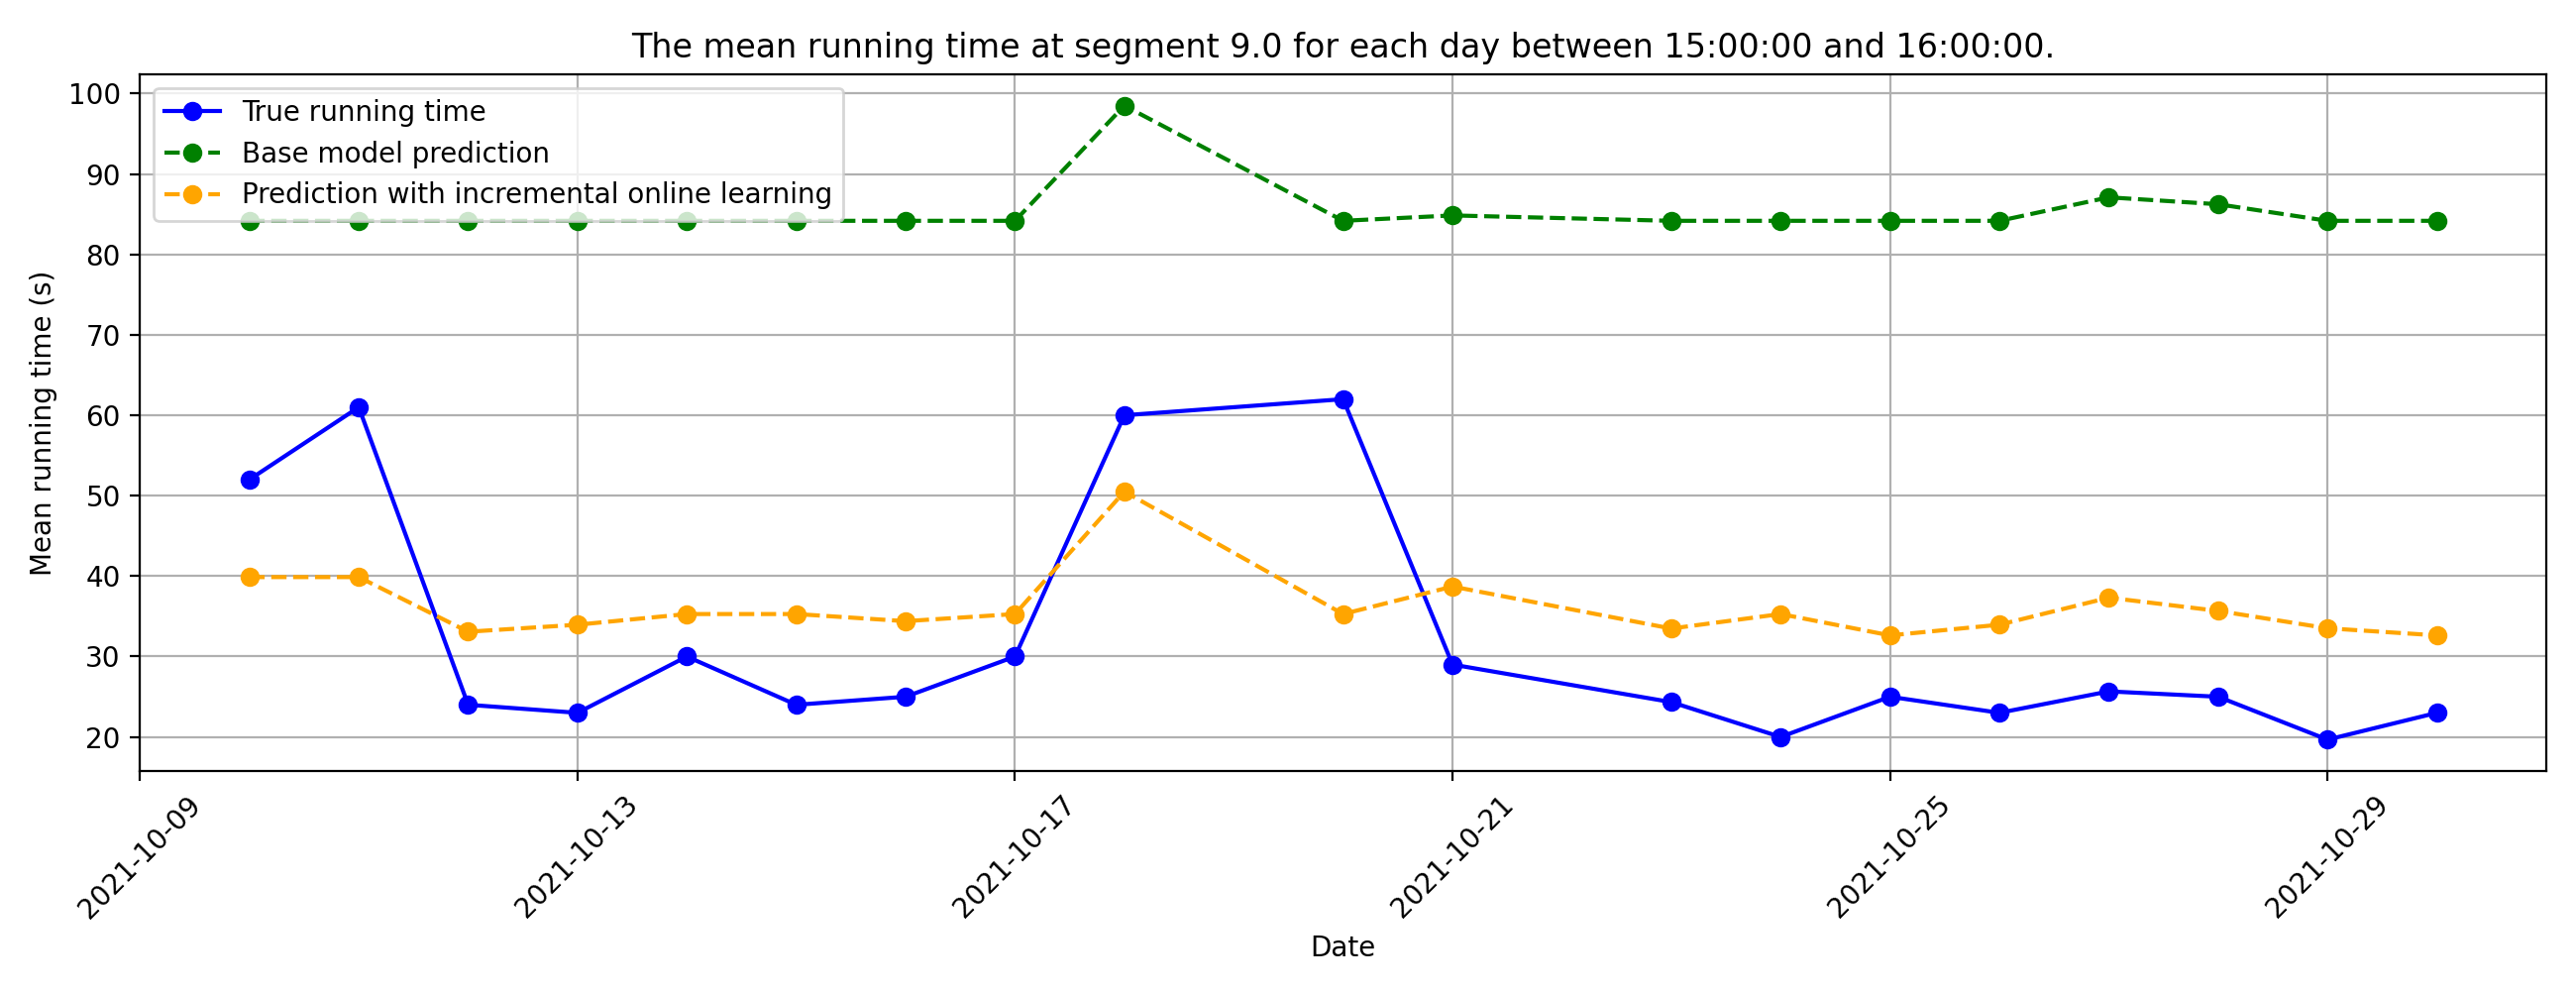 The mean running time at segment 9.0 for each day between 15:00:00 and 16:00:00.
True running time
Base model prediction
Prediction with incremental online learning
Mean running time (s)
100
90
80
70
60
50
40
30
20
2021-10-09
2021-10-13
2021-10-17
2021-10-21
2021-10-25
2021-10-29
Date